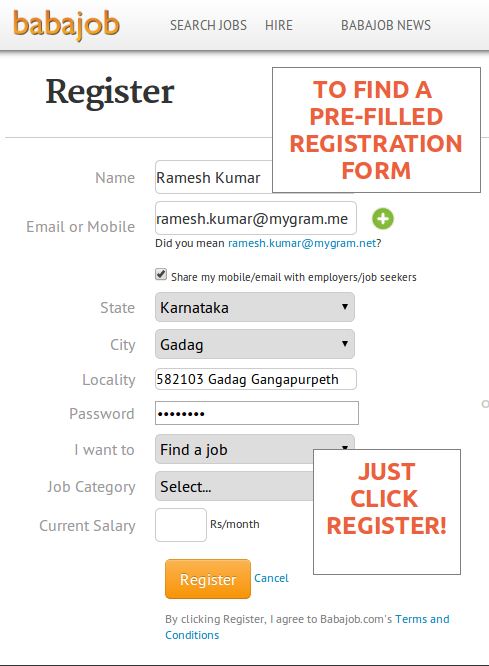 babajob
SEARCH JOBS HIRE BABAJOB NEWS
Register
TO FIND A
PRE-FILLED
REGISTRATION
FORM
Name Ramesh Kumar
Email or Mobile ramesh.kumar@mygram.me
Did you mean ramesh.kumar@mygram.net?
Share my mobile/email with employers/job seekers
State Karnataka
City Gadag
Locality 582103 Gadag Gangapurpeth
Password ••••••••
I want to Find a job
Job Category Select...
JUST
CLICK
REGISTER!
Current Salary Rs/month
Register Cancel
By clicking Register, I agree to Babajob.com's Terms and
Conditions